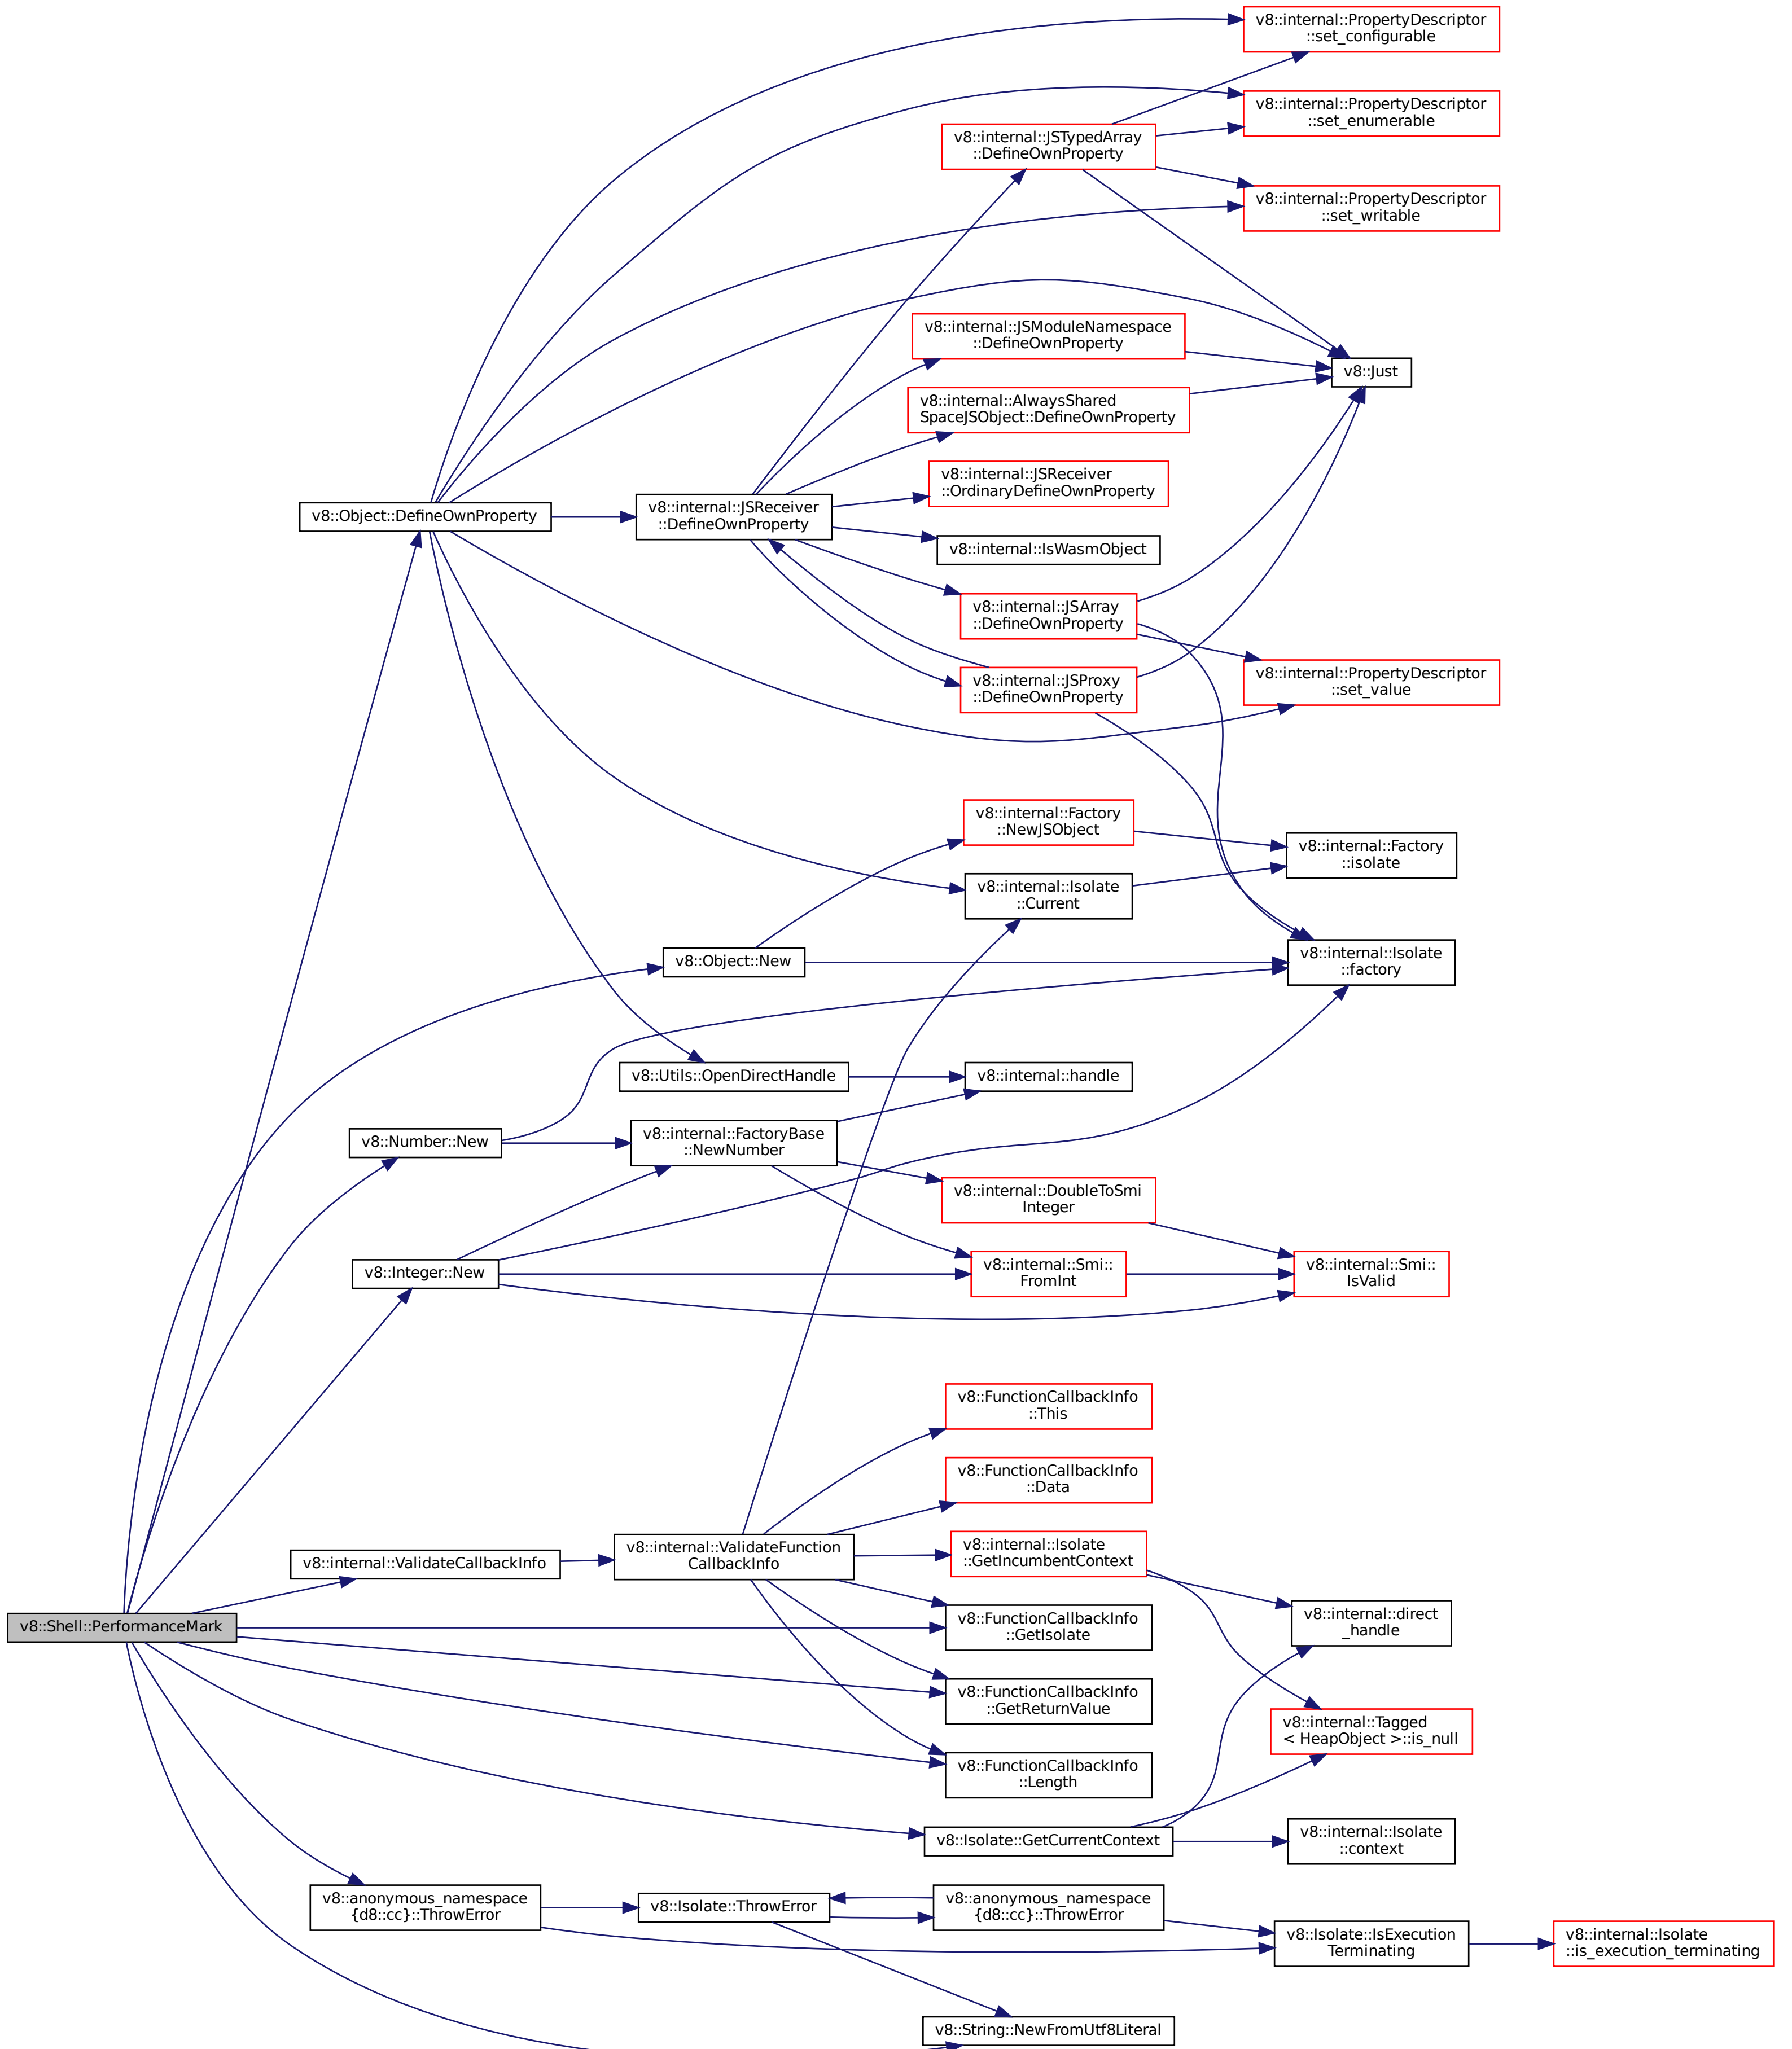 v8::internal::PropertyDescriptor
::set_configurable
v8::internal::PropertyDescriptor
::set_enumerable
v8::internal::JSTypedArray
::DefineOwnProperty
v8::internal::PropertyDescriptor
::set_writable
v8::internal::JSModuleNamespace
::DefineOwnProperty
v8::Just
v8::internal::AlwaysShared
SpaceJSObject::DefineOwnProperty
v8::internal::JSReceiver
::OrdinaryDefineOwnProperty
v8::Object::DefineOwnProperty
v8::internal::JSReceiver
::DefineOwnProperty
v8::internal::IsWasmObject
v8::internal::JSArray
::DefineOwnProperty
v8::internal::JSProxy
::DefineOwnProperty
v8::internal::PropertyDescriptor
::set_value
v8::internal::Factory
::NewJSObject
v8::internal::Factory
::isolate
v8::internal::Isolate
::Current
v8::Object::New
v8::internal::Isolate
::factory
v8::Utils::OpenDirectHandle
v8::internal::handle
v8::Number::New
v8::internal::FactoryBase
::NewNumber
v8::internal::DoubleToSmi
Integer
v8::Integer::New
v8::internal::Smi::
FromInt
v8::internal::Smi::
IsValid
v8::FunctionCallbackInfo
::This
v8::FunctionCallbackInfo
::Data
v8::internal::ValidateCallbackInfo
v8::internal::ValidateFunction
CallbackInfo
v8::internal::Isolate
::GetIncumbentContext
v8::Shell::PerformanceMark
v8::FunctionCallbackInfo
::GetIsolate
v8::internal::direct
_handle
v8::FunctionCallbackInfo
::GetReturnValue
v8::internal::Tagged
< HeapObject >::is_null
v8::FunctionCallbackInfo
::Length
v8::Isolate::GetCurrentContext
v8::internal::Isolate
::context
v8::anonymous_namespace
{d8::cc}::ThrowError
v8::Isolate::ThrowError
v8::anonymous_namespace
{d8::cc}::ThrowError
v8::Isolate::IsExecution
Terminating
v8::internal::Isolate
::is_execution_terminating
v8::String::NewFromUtf8Literal